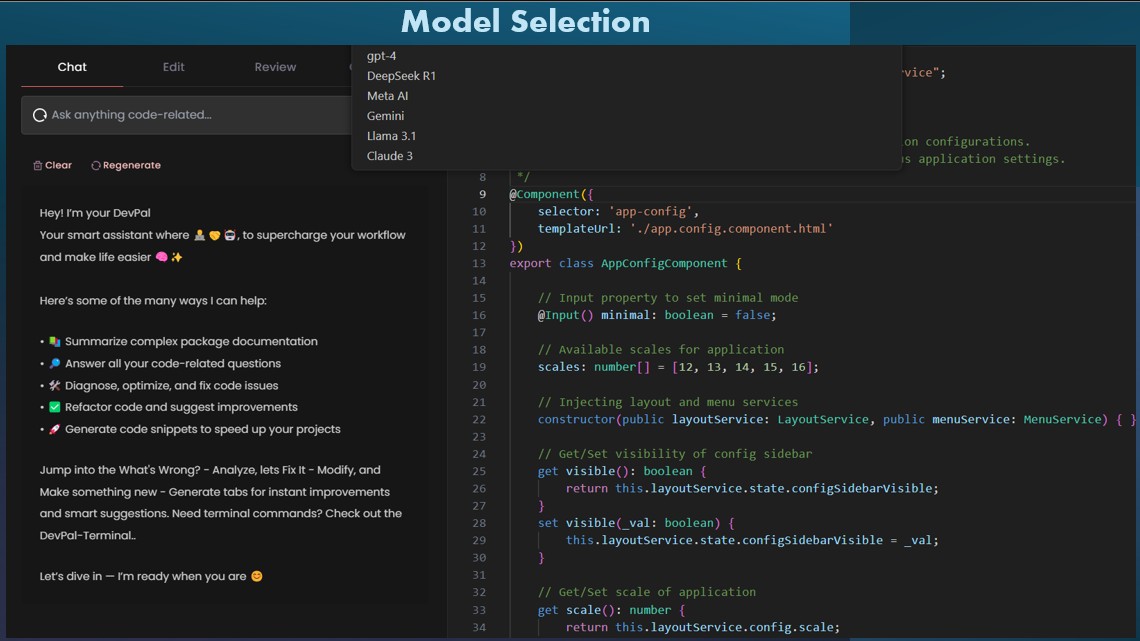 Model Selection
Chat
Edit
Review
Ask anything code-related...
Clear
Regenerate
Hey! I'm your DevPal
Your smart assistant where 🧑‍💻 🤝 🤖, to supercharge your workflow
and make life easier 🧠 ✨
Here's some of the many ways I can help:
• 📚 Summarize complex package documentation
• 🔎 Answer all your code-related questions
• 🛠 Diagnose, optimize, and fix code issues
• ✅ Refactor code and suggest improvements
• 🚀 Generate code snippets to speed up your projects
Jump into the What's Wrong? - Analyze, lets Fix It - Modify, and
Make something new - Generate tabs for instant improvements
and smart suggestions. Need terminal commands? Check out the
DevPal-Terminal..
Let's dive in — I'm ready when you are 😊
gpt-4
DeepSeek R1
Meta AI
Gemini
Llama 3.1
Claude 3
vice";
on configurations.
s application settings.
8 */
9 @Component({
10 selector: 'app-config',
11 templateUrl: './app.config.component.html'
12 })
13 export class AppConfigComponent {
14
15 // Input property to set minimal mode
16 @Input() minimal: boolean = false;
17
18 // Available scales for application
19 scales: number[] = [12, 13, 14, 15, 16];
20
21 // Injecting layout and menu services
22 constructor(public layoutService: LayoutService, public menuService: MenuService) { }
23
24 // Get/Set visibility of config sidebar
25 get visible(): boolean {
26 return this.layoutService.state.configSidebarVisible;
27 }
28 set visible(_val: boolean) {
29 this.layoutService.state.configSidebarVisible = _val;
30 }
31
32 // Get/Set scale of application
33 get scale(): number {
34 return this.layoutService.config.scale;